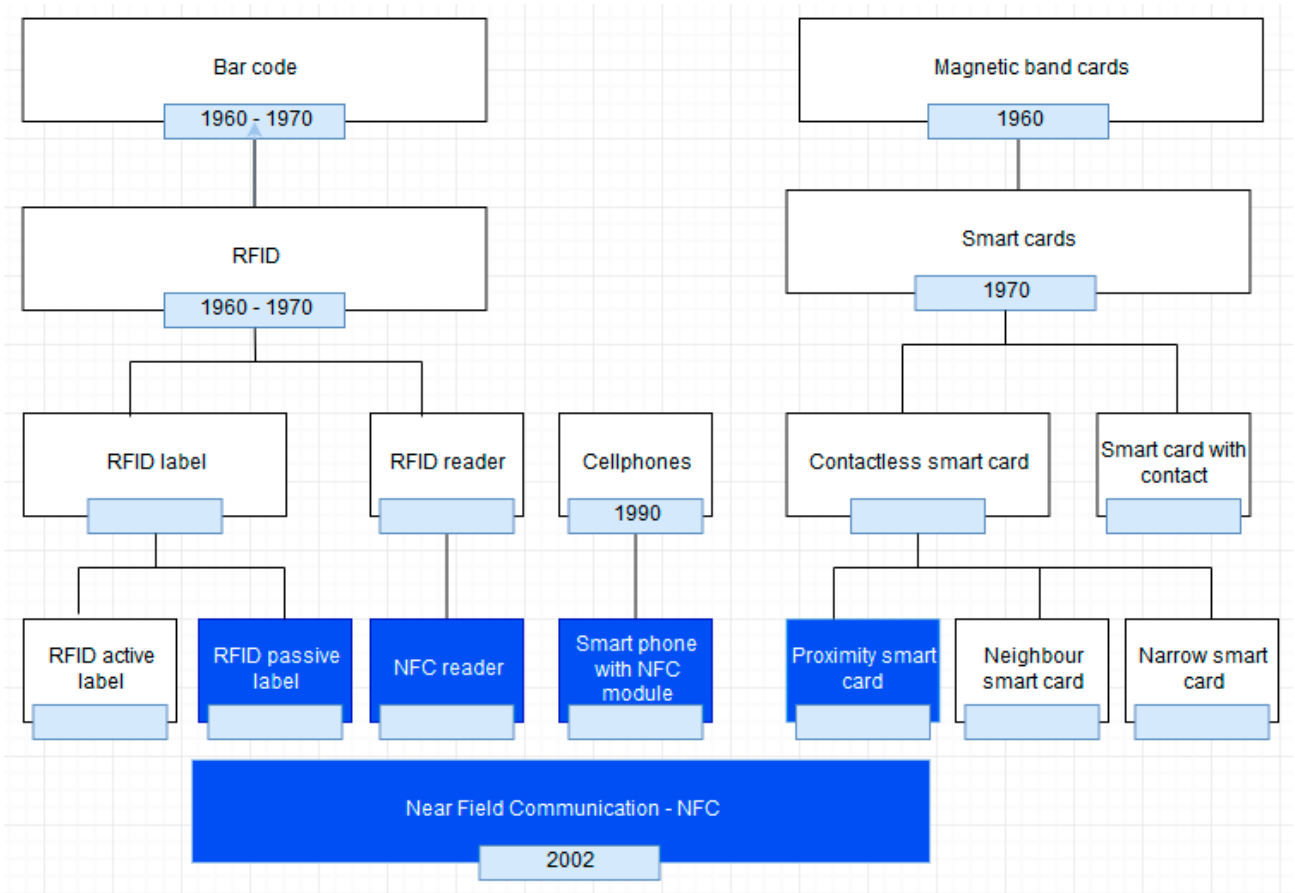 Bar code
1960 - 1970
Magnetic band cards
1960
RFID
1960 - 1970
Smart cards
1970
RFID label
RFID reader
Cellphones
1990
Contactless smart card
Smart card with
contact
RFID active
label
RFID passive
label
NFC reader
Smart phone
with NFC
module
Proximity smart
card
Neighbour
smart card
Narrow smart
card
Near Field Communication - NFC
2002